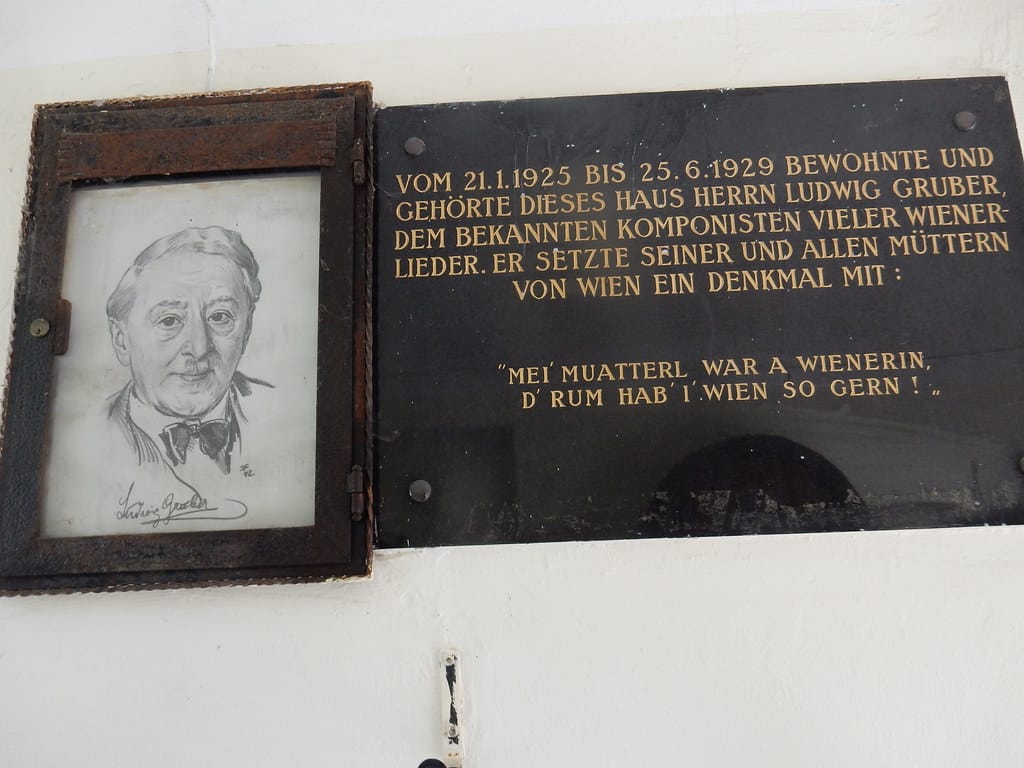 VOM 21.1.1925 BIS 25.6.1929 BEWOHNTE UND
GEHÖRTE DIESES HAUS HERRN LUDWIG GRUBER,
DEM BEKANNTEN KOMPONISTEN VIELER WIENER-
LIEDER. ER SETZTE SEINER UND ALLEN MÜTTERN
VON WIEN EIN DENKMAL MIT :
"MEI' MUATTERL WAR A WIENERIN,
D' RUM HAB' I' WIEN SO GERN ! „
Ludwig Gruber